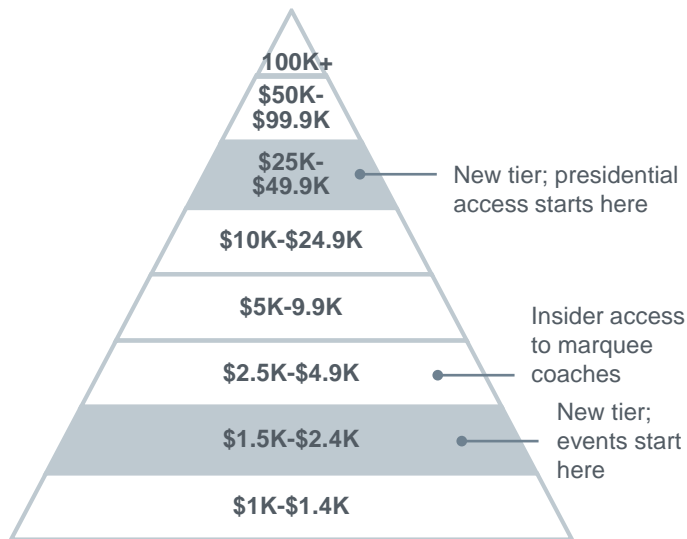 100K+
$50K-
$99.9K
$25K-
$49.9K
New tier; presidential
access starts here
$10K-$24.9K
$5K-9.9K
Insider access
to marquee
coaches
$2.5K-$4.9K
New tier;
events start
here
$1.5K-$2.4K
$1K-$1.4K